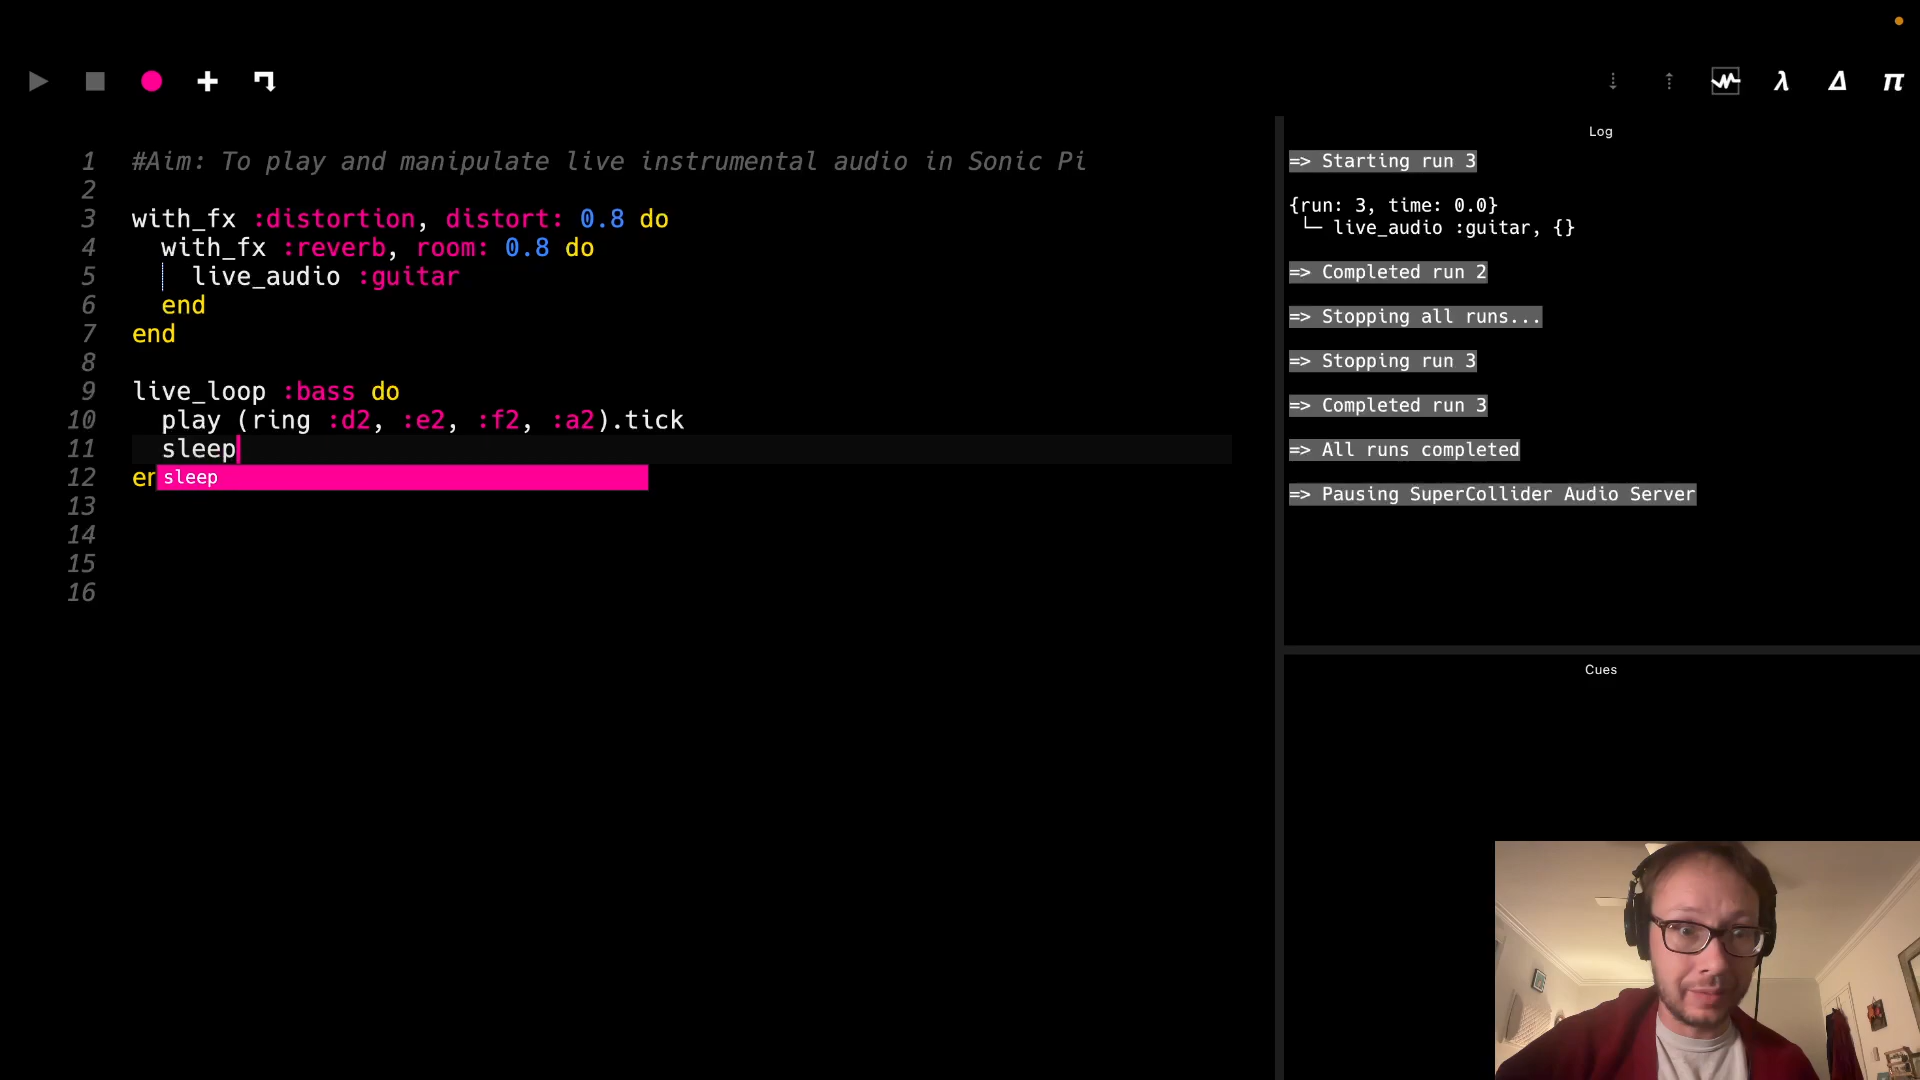 1 #Aim: To play and manipulate live instrumental audio in Sonic Pi
2
3 with_fx :distortion, distort: 0.8 do
4 with_fx :reverb, room: 0.8 do
5 live_audio :guitar
6 end
7 end
8
9 live_loop :bass do
10 play (ring :d2, :e2, :f2, :a2).tick
11 sleep
12 er
sleep
13
14
15
16
λ Δ π
Log
=> Starting run 3
{run: 3, time: 0.0}
└─ live_audio :guitar, {}
=> Completed run 2
=> Stopping all runs...
=> Stopping run 3
=> Completed run 3
=> All runs completed
=> Pausing SuperCollider Audio Server
Cues